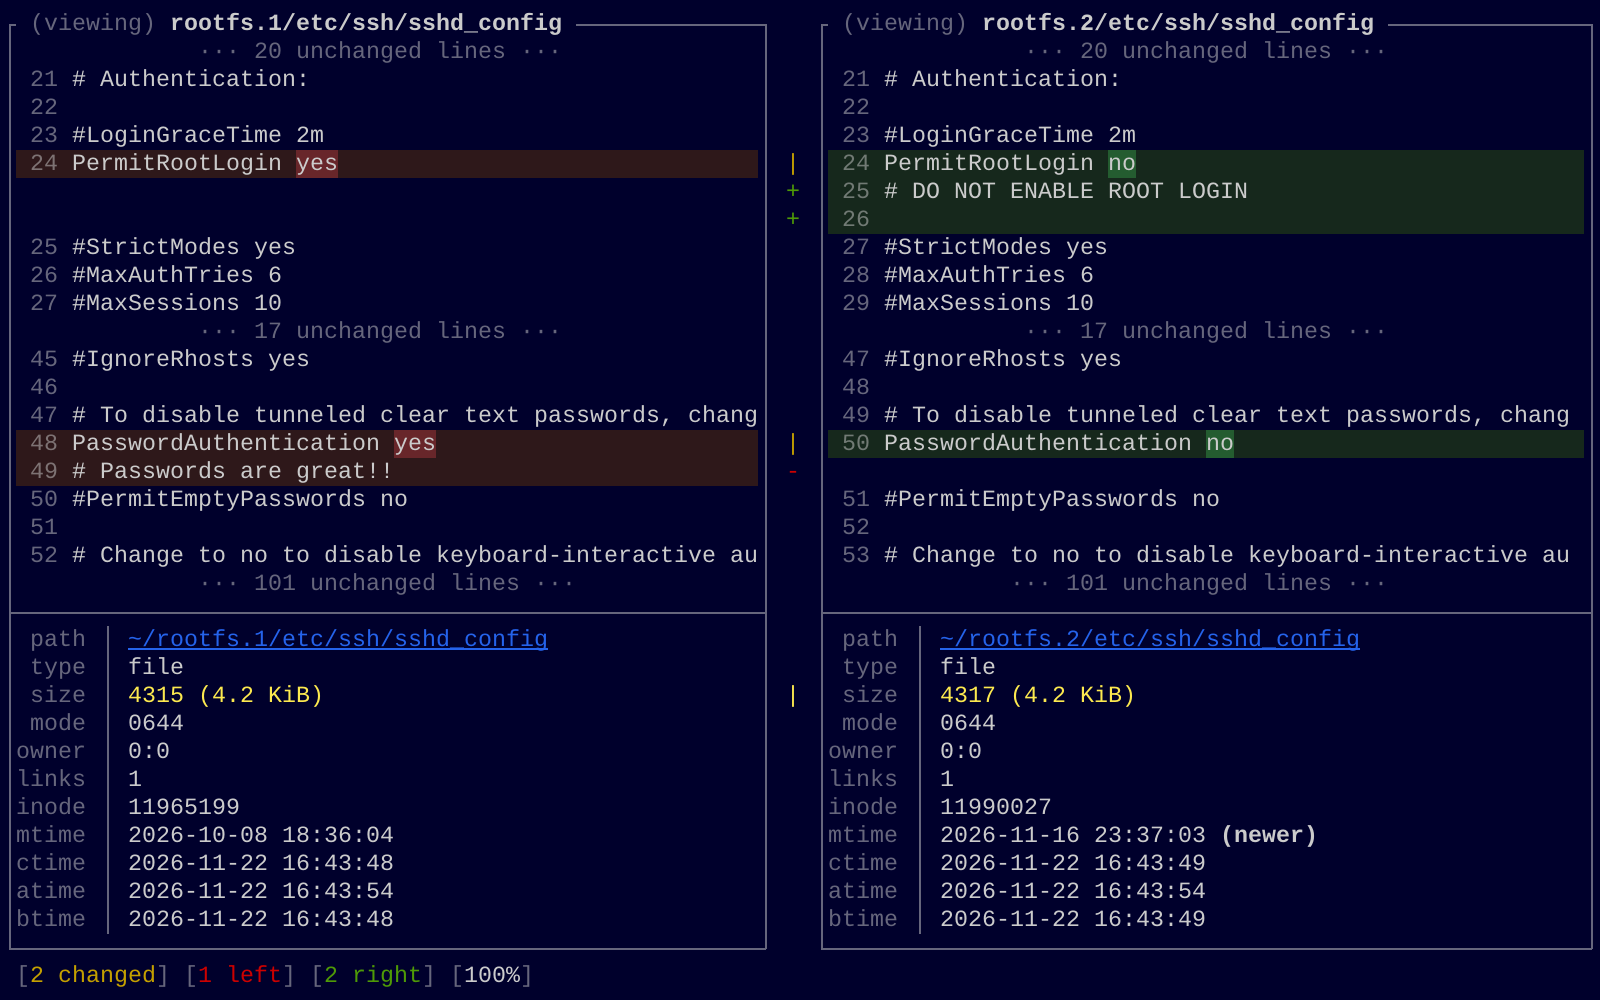 (viewing) rootfs.1/etc/ssh/sshd_config
··· 20 unchanged lines ···
21 # Authentication:
22
23 #LoginGraceTime 2m
24 PermitRootLogin yes
25 #StrictModes yes
26 #MaxAuthTries 6
27 #MaxSessions 10
··· 17 unchanged lines ···
45 #IgnoreRhosts yes
46
47 # To disable tunneled clear text passwords, chang
48 PasswordAuthentication yes
49 # Passwords are great!!
50 #PermitEmptyPasswords no
51
52 # Change to no to disable keyboard-interactive au
··· 101 unchanged lines ···
path ~/rootfs.1/etc/ssh/sshd_config
type file
size 4315 (4.2 KiB)
mode 0644
owner 0:0
links 1
inode 11965199
mtime 2026-10-08 18:36:04
ctime 2026-11-22 16:43:48
atime 2026-11-22 16:43:54
btime 2026-11-22 16:43:48
|
+
+
|
-
|
(viewing) rootfs.2/etc/ssh/sshd_config
··· 20 unchanged lines ···
21 # Authentication:
22
23 #LoginGraceTime 2m
24 PermitRootLogin no
25 # DO NOT ENABLE ROOT LOGIN
26
27 #StrictModes yes
28 #MaxAuthTries 6
29 #MaxSessions 10
··· 17 unchanged lines ···
47 #IgnoreRhosts yes
48
49 # To disable tunneled clear text passwords, chang
50 PasswordAuthentication no
51 #PermitEmptyPasswords no
52
53 # Change to no to disable keyboard-interactive au
··· 101 unchanged lines ···
path ~/rootfs.2/etc/ssh/sshd_config
type file
size 4317 (4.2 KiB)
mode 0644
owner 0:0
links 1
inode 11990027
mtime 2026-11-16 23:37:03 (newer)
ctime 2026-11-22 16:43:49
atime 2026-11-22 16:43:54
btime 2026-11-22 16:43:49
[2 changed] [1 left] [2 right] [100%]